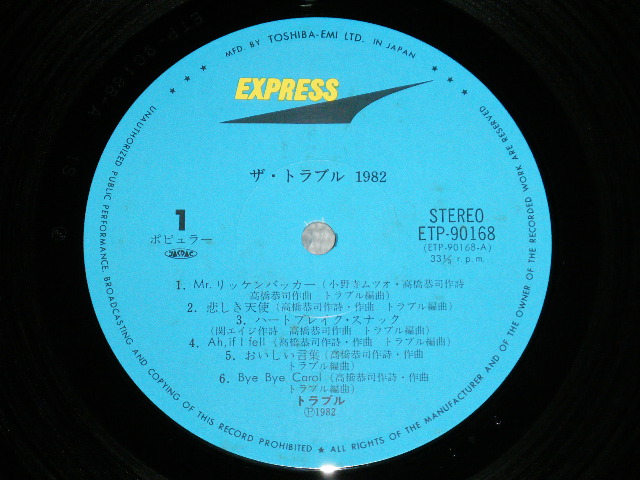 ★ ★ ★ MFD. BY TOSHIBA-EMI LTD. IN JAPAN ★ ★ ★
EXPRESS
ザ・トラブル 1982
1
ポピュラー
JASRAC
STEREO
ETP-90168
(ETP-90168-A)
33⅓ r.p.m.
1. Mr. リッケンバッカー (小野寺ムツオ・高橋恭司作詩
高橋恭司作曲 トラブル編曲)
2. 悲しき天使 (高橋恭司作詩・作曲 トラブル編曲)
3. ハートブレイク・スナック
(関エイジ作詩 高橋恭司作曲 トラブル編曲)
4. Ah, if I fell (高橋恭司作詩・作曲 トラブル編曲)
5. おいしい言葉 (高橋恭司作詩・作曲
トラブル編曲)
6. Bye Bye Carol (高橋恭司作詩・作曲
トラブル編曲)
トラブル
Ⓟ1982
UNAUTHORIZED PUBLIC PERFORMANCE, BROADCASTING AND COPYING OF THIS RECORD PROHIBITED ★ ALL RIGHTS OF THE MANUFACTURER AND OF THE OWNER OF THE RECORDED WORK ARE RESERVED
ETP-90168-A